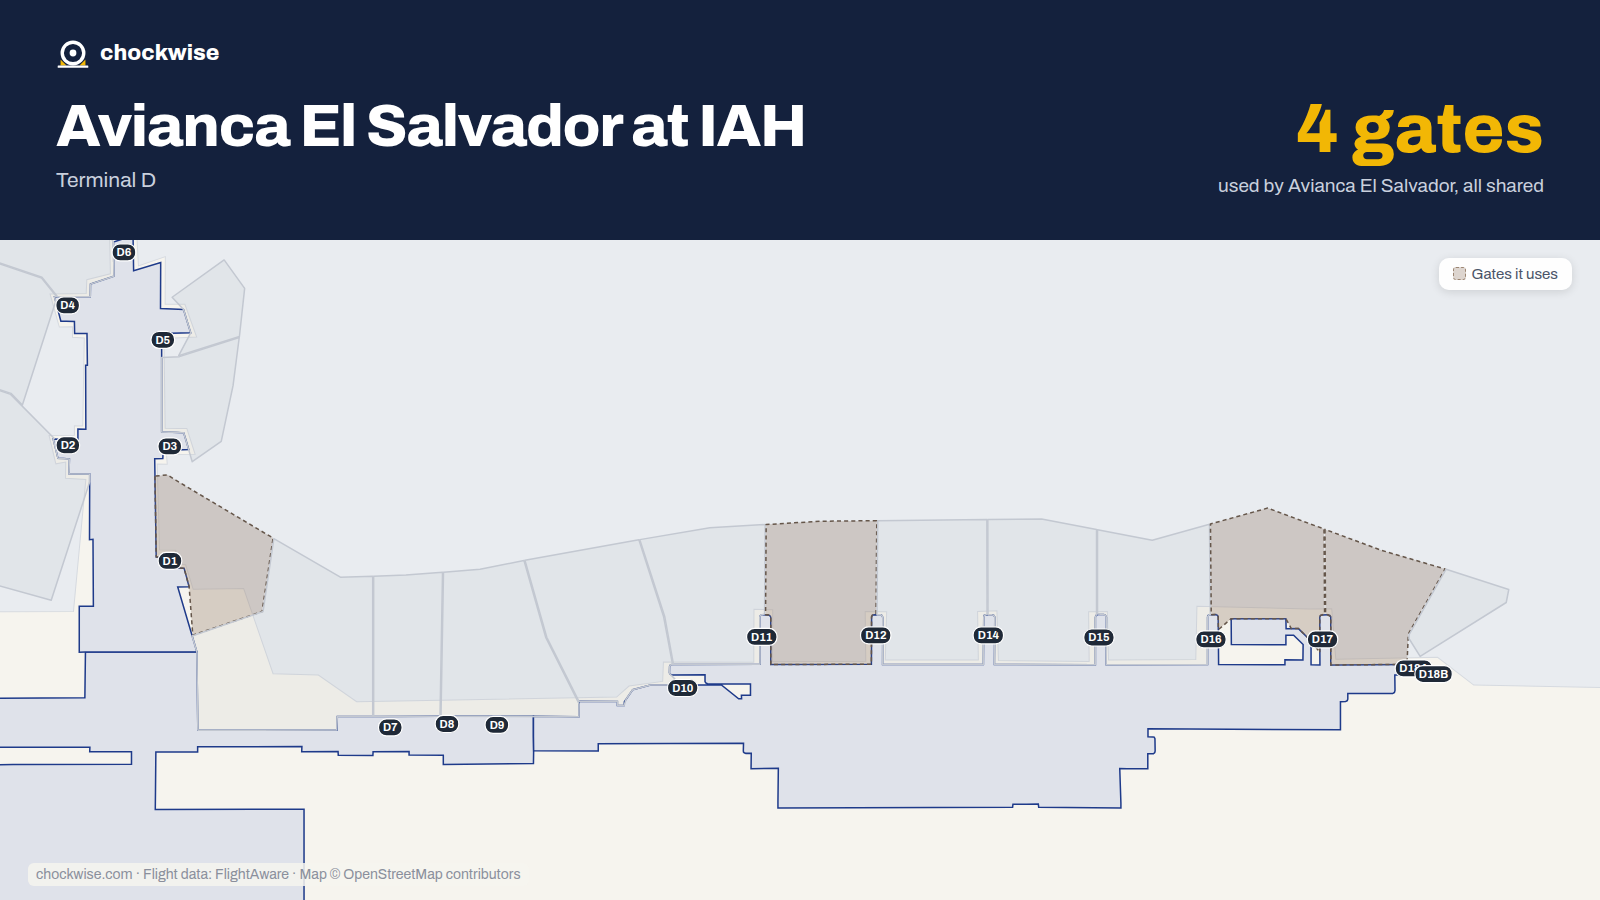 chockwise
Avianca El Salvador at IAH
Terminal D
4 gates
used by Avianca El Salvador, all shared
Gates it uses
D6
D4
D5
D2
D3
D1
D11
D12
D14
D15
D16
D17
D18B
D10
D7
D8
D9
chockwise.com · Flight data: FlightAware · Map © OpenStreetMap contributors